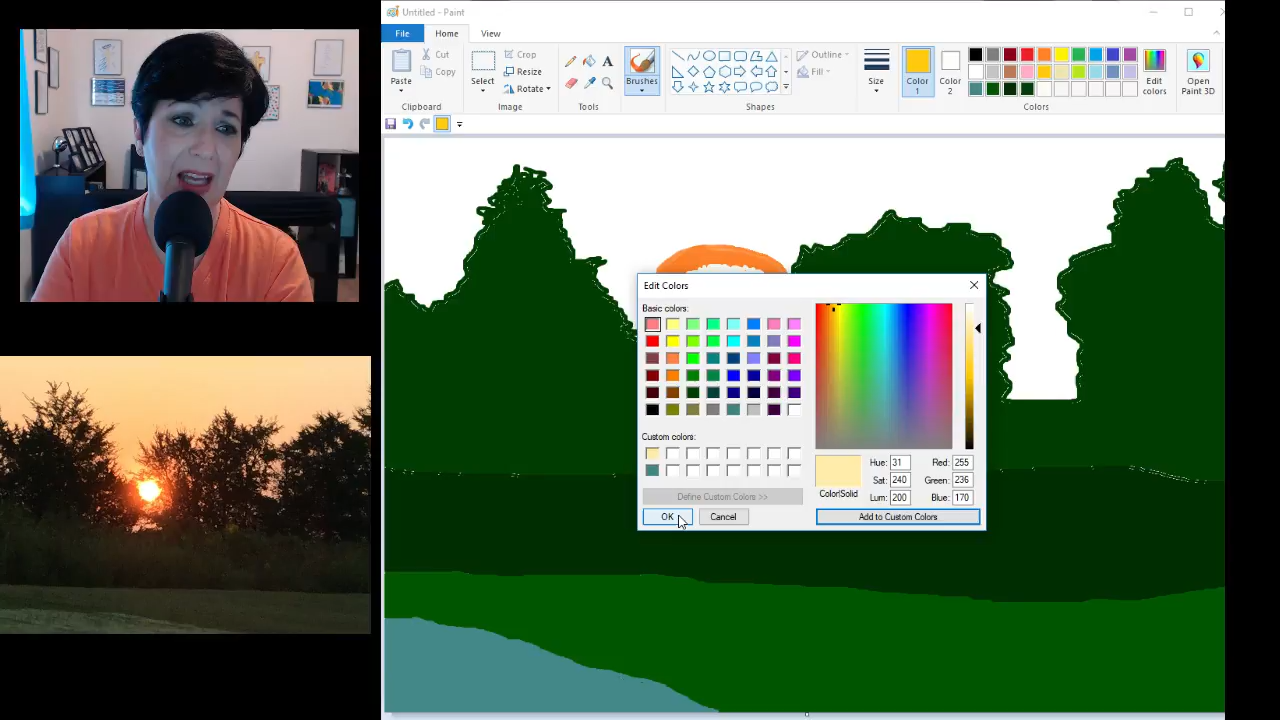 Untitled - Paint
File Home View
Paste
Cut
Copy
Clipboard
Select
Crop
Resize
Rotate
Image
A
Tools
Brushes
Outline
Fill
Shapes
Size
Color 1
Color 2
Edit colors
Colors
Open Paint 3D
Edit Colors
Basic colors:
Custom colors:
Define Custom Colors >>
OK Cancel
Color|Solid
Hue: 31 Red: 255
Sat: 240 Green: 236
Lum: 200 Blue: 170
Add to Custom Colors